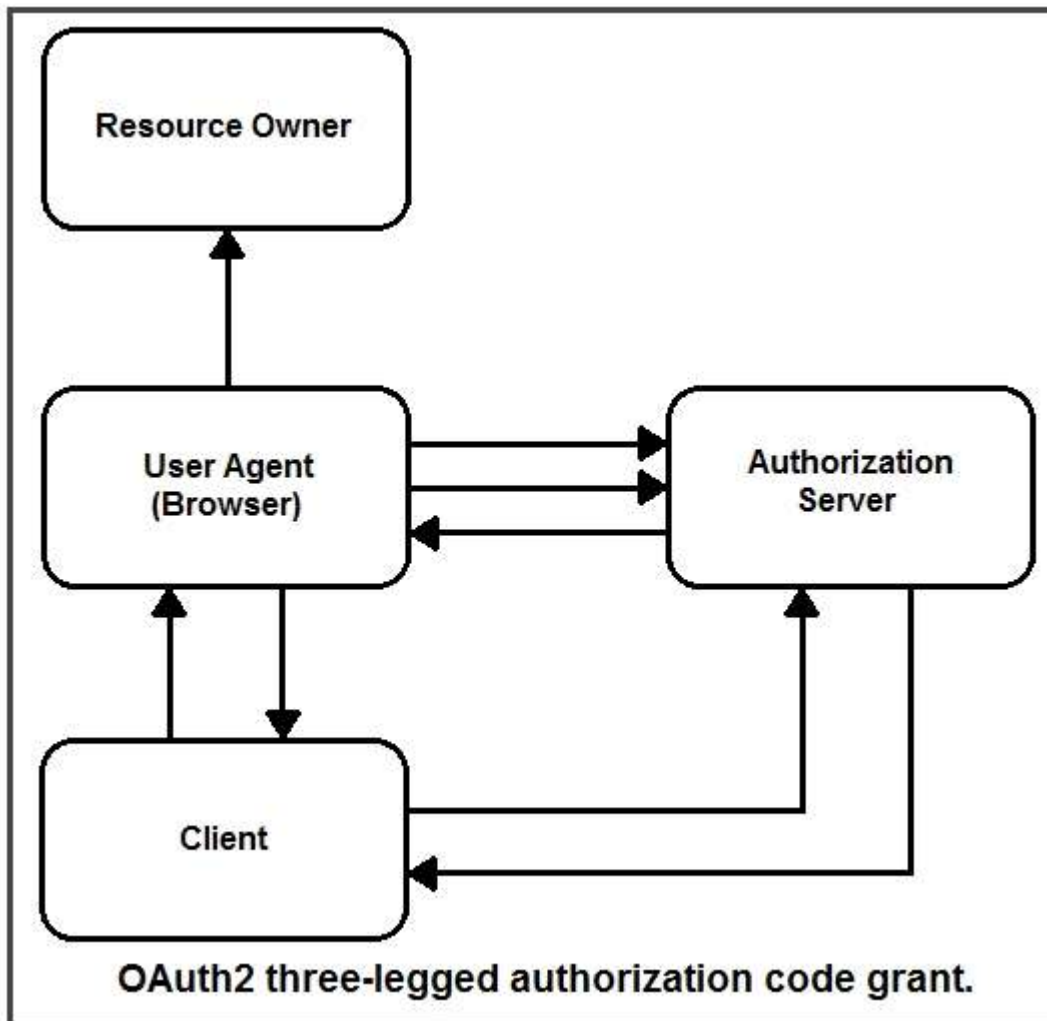 Resource Owner
User Agent
(Browser)
Authorization
Server
Client
OAuth2 three-legged authorization code grant.